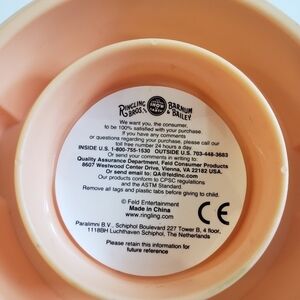 RINGLING BROS. AND BARNUM & BAILEY
We want you, the consumer,
to be 100% satisfied with your purchase.
If you have any comments
or questions regarding your purchase, please call our
toll free number 24 hours a day.
INSIDE U.S. 1-800-755-1530 OUTSIDE U.S. 703-448-3683
Or send your comments in writing to:
Quality Assurance Department, Feld Consumer Products
8607 Westwood Center Drive, Vienna, VA 22182 USA.
Or send email to: QA@feldinc.com
Our products conform to CPSC regulations
and the ASTM Standard
Remove all tags and plastic tabs before giving to child.
© Feld Entertainment
Made in China
www.ringling.com
CE
Paralimni B.V., Schiphol Boulevard 227 Tower B, 4 floor,
1118BH Luchthaven Schiphol, The Netherlands
Please retain this information for
future reference